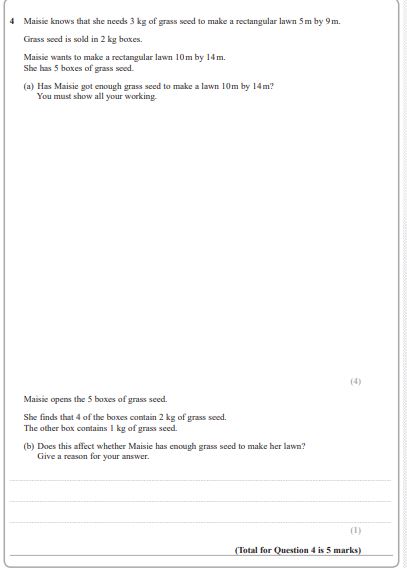 4 Maisie knows that she needs 3 kg of grass seed to make a rectangular lawn 5 m by 9 m.
Grass seed is sold in 2 kg boxes.
Maisie wants to make a rectangular lawn 10 m by 14 m.
She has 5 boxes of grass seed.
(a) Has Maisie got enough grass seed to make a lawn 10 m by 14 m?
You must show all your working.
(4)
Maisie opens the 5 boxes of grass seed.
She finds that 4 of the boxes contain 2 kg of grass seed.
The other box contains 1 kg of grass seed.
(b) Does this affect whether Maisie has enough grass seed to make her lawn?
Give a reason for your answer.
(1)
(Total for Question 4 is 5 marks)